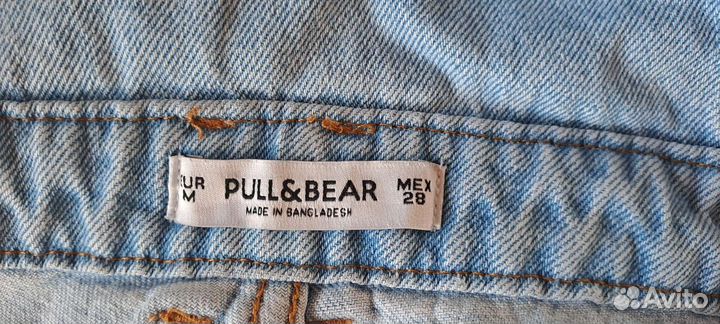 EUR PULL&BEAR MEX
M MADE IN BANGLADESH 28
Avito